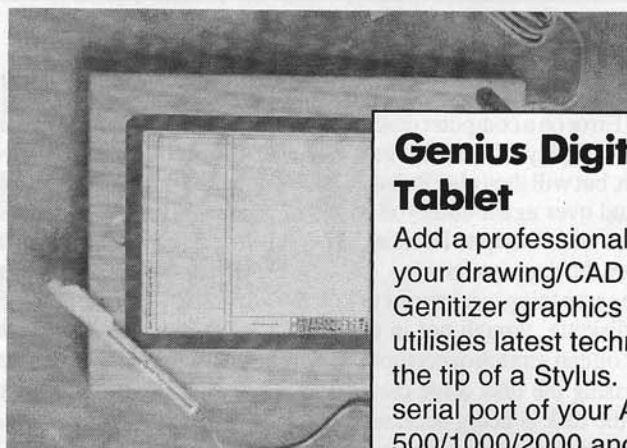 Genius Digit
Tablet
Add a professional
your drawing/CAD
Genitizer graphics
utilisies latest techn
the tip of a Stylus.
serial port of your A
500/1000/2000 and